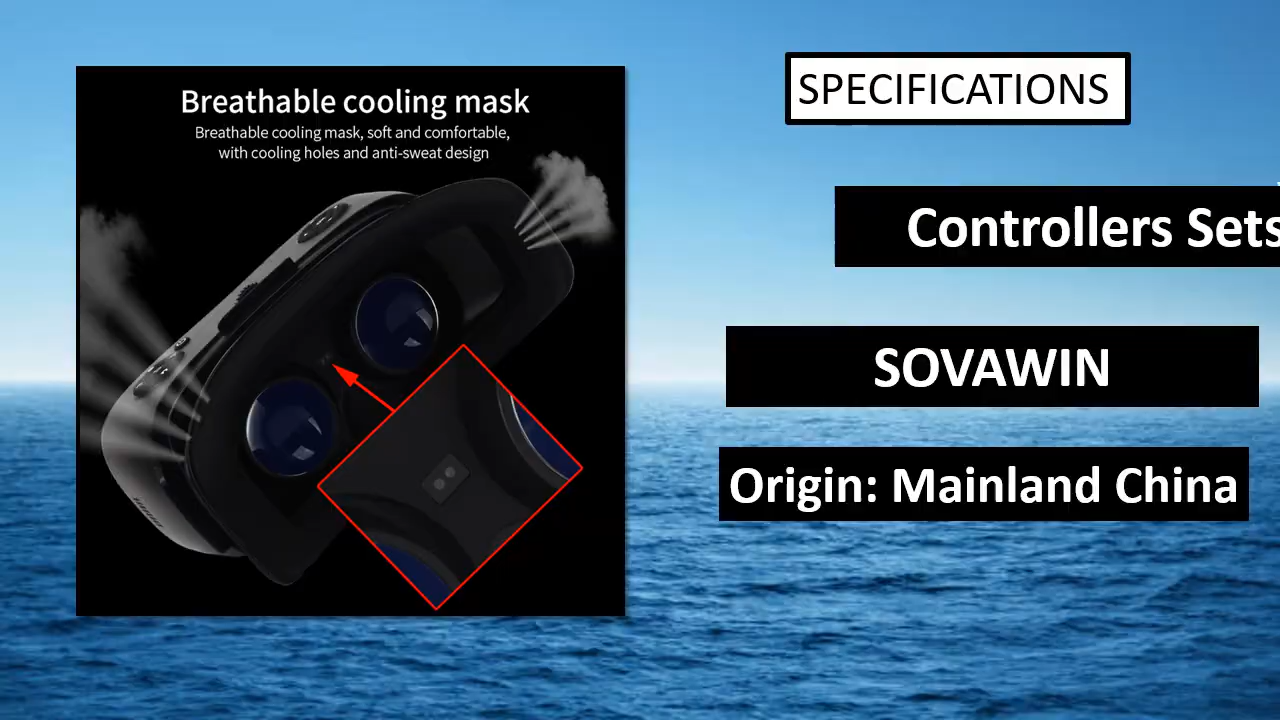 Breathable cooling mask
Breathable cooling mask, soft and comfortable,
with cooling holes and anti-sweat design
SPECIFICATIONS
Controllers Sets
SOVAWIN
Origin: Mainland China